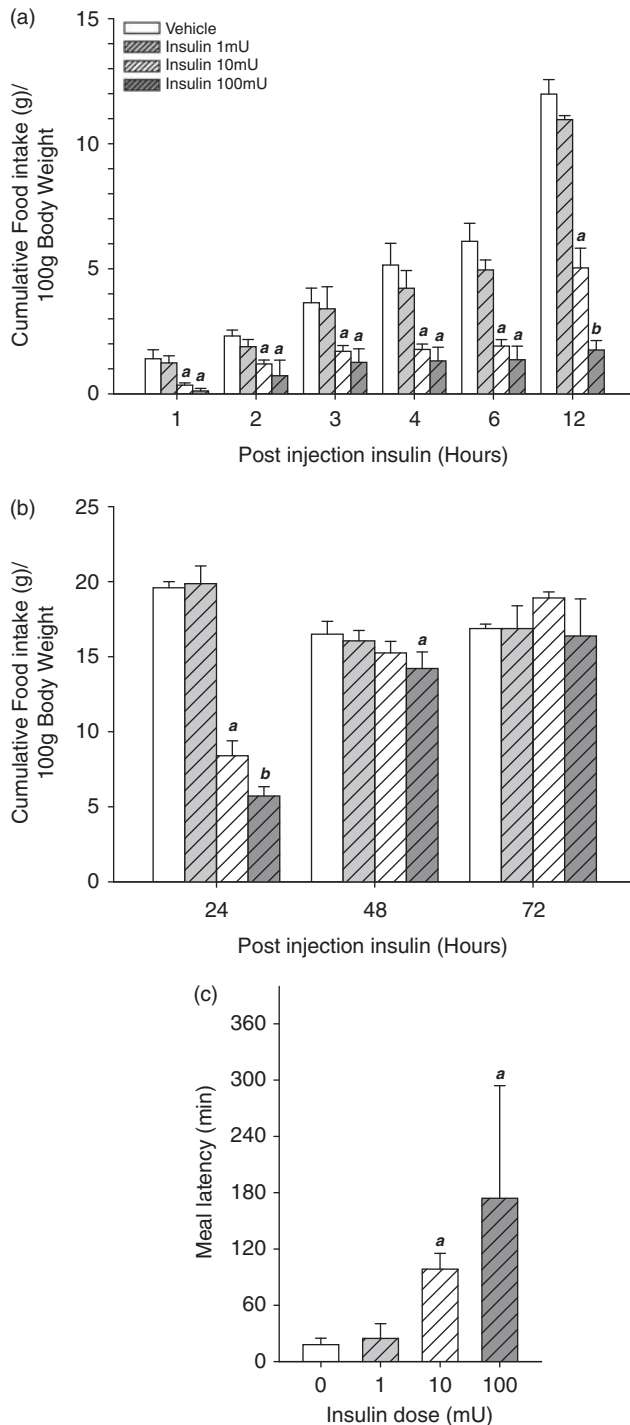 (a)
15
10
5
0
Cumulative Food intake (g)/
100g Body Weight
Vehicle
Insulin 1mU
Insulin 10mU
Insulin 100mU
a a
a a
a a
a a
a a
a
b
1 2 3 4 6 12
Post injection insulin (Hours)
(b)
25
20
15
10
5
0
Cumulative Food intake (g)/
100g Body Weight
a
b
a
24 48 72
Post injection insulin (Hours)
(c)
360
300
240
180
120
60
0
Meal latency (min)
a
a
0 1 10 100
Insulin dose (mU)